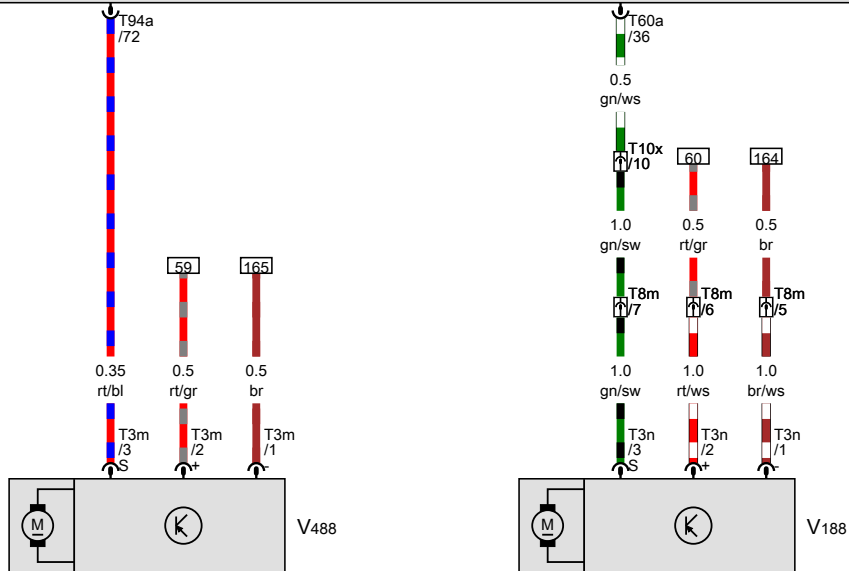 T94a
/72
T60a
/36
0.5
gn/ws
T10x
/10
60
164
1.0
gn/sw
0.5
rt/gr
0.5
br
59
165
T8m
/7
T8m
/6
T8m
/5
0.35
rt/bl
0.5
rt/gr
0.5
br
1.0
gn/sw
1.0
rt/ws
1.0
br/ws
T3m
/3
S
T3m
/2
+
T3m
/1
-
T3n
/3
S
T3n
/2
+
T3n
/1
-
M
V488
M
V188